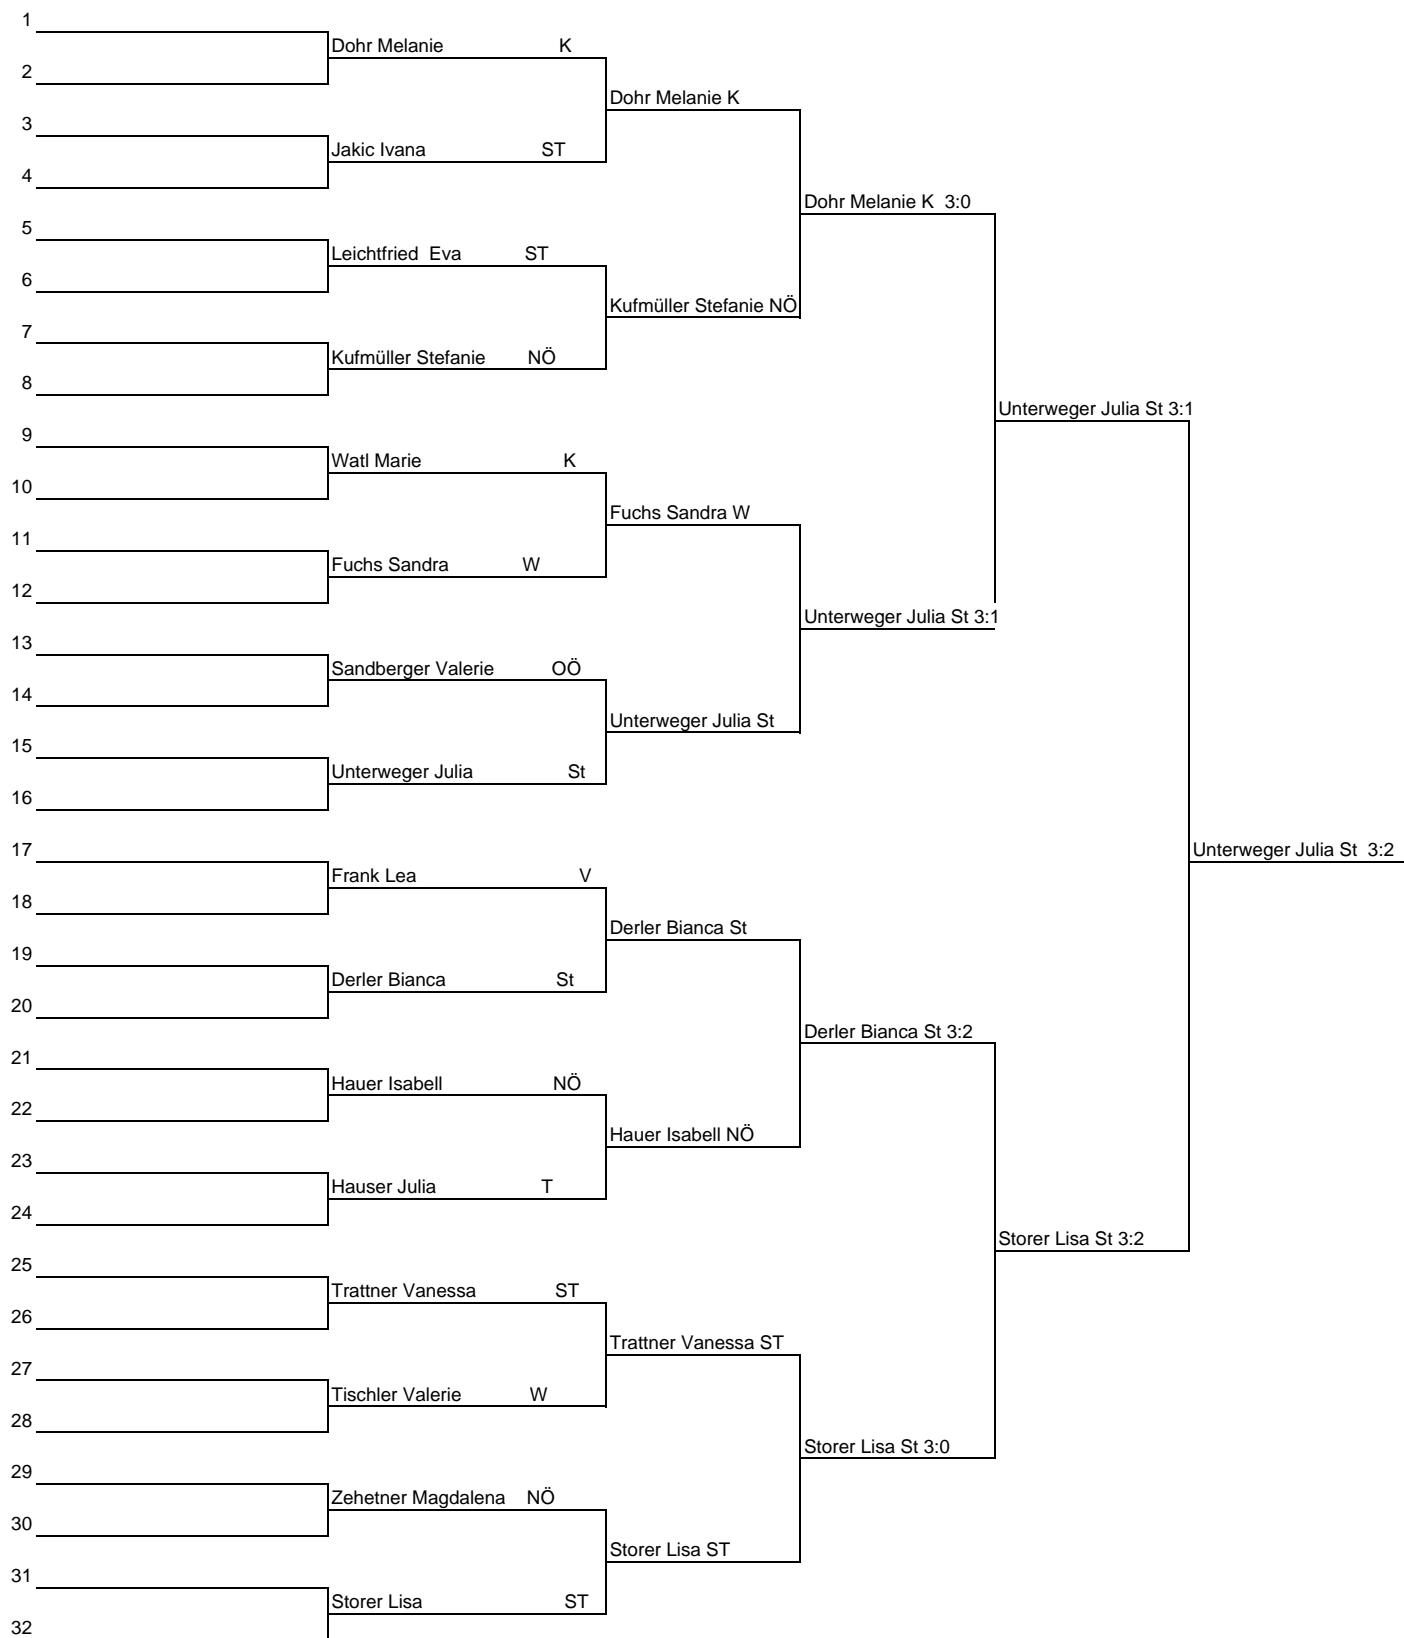 1
Dohr Melanie K
2
Dohr Melanie K
3
Jakic Ivana ST
4
Dohr Melanie K 3:0
5
Leichtfried Eva ST
6
Kufmüller Stefanie NÖ
7
Kufmüller Stefanie NÖ
8
Unterweger Julia St 3:1
9
Watl Marie K
10
Fuchs Sandra W
11
Fuchs Sandra W
12
Unterweger Julia St 3:1
13
Sandberger Valerie OÖ
14
Unterweger Julia St
15
Unterweger Julia St
16
17
Unterweger Julia St 3:2
Frank Lea V
18
Derler Bianca St
19
Derler Bianca St
20
Derler Bianca St 3:2
21
Hauer Isabell NÖ
22
Hauer Isabell NÖ
23
Hauser Julia T
24
Storer Lisa St 3:2
25
Trattner Vanessa ST
26
Trattner Vanessa ST
27
Tischler Valerie W
28
Storer Lisa St 3:0
29
Zehetner Magdalena NÖ
30
Storer Lisa ST
31
Storer Lisa ST
32